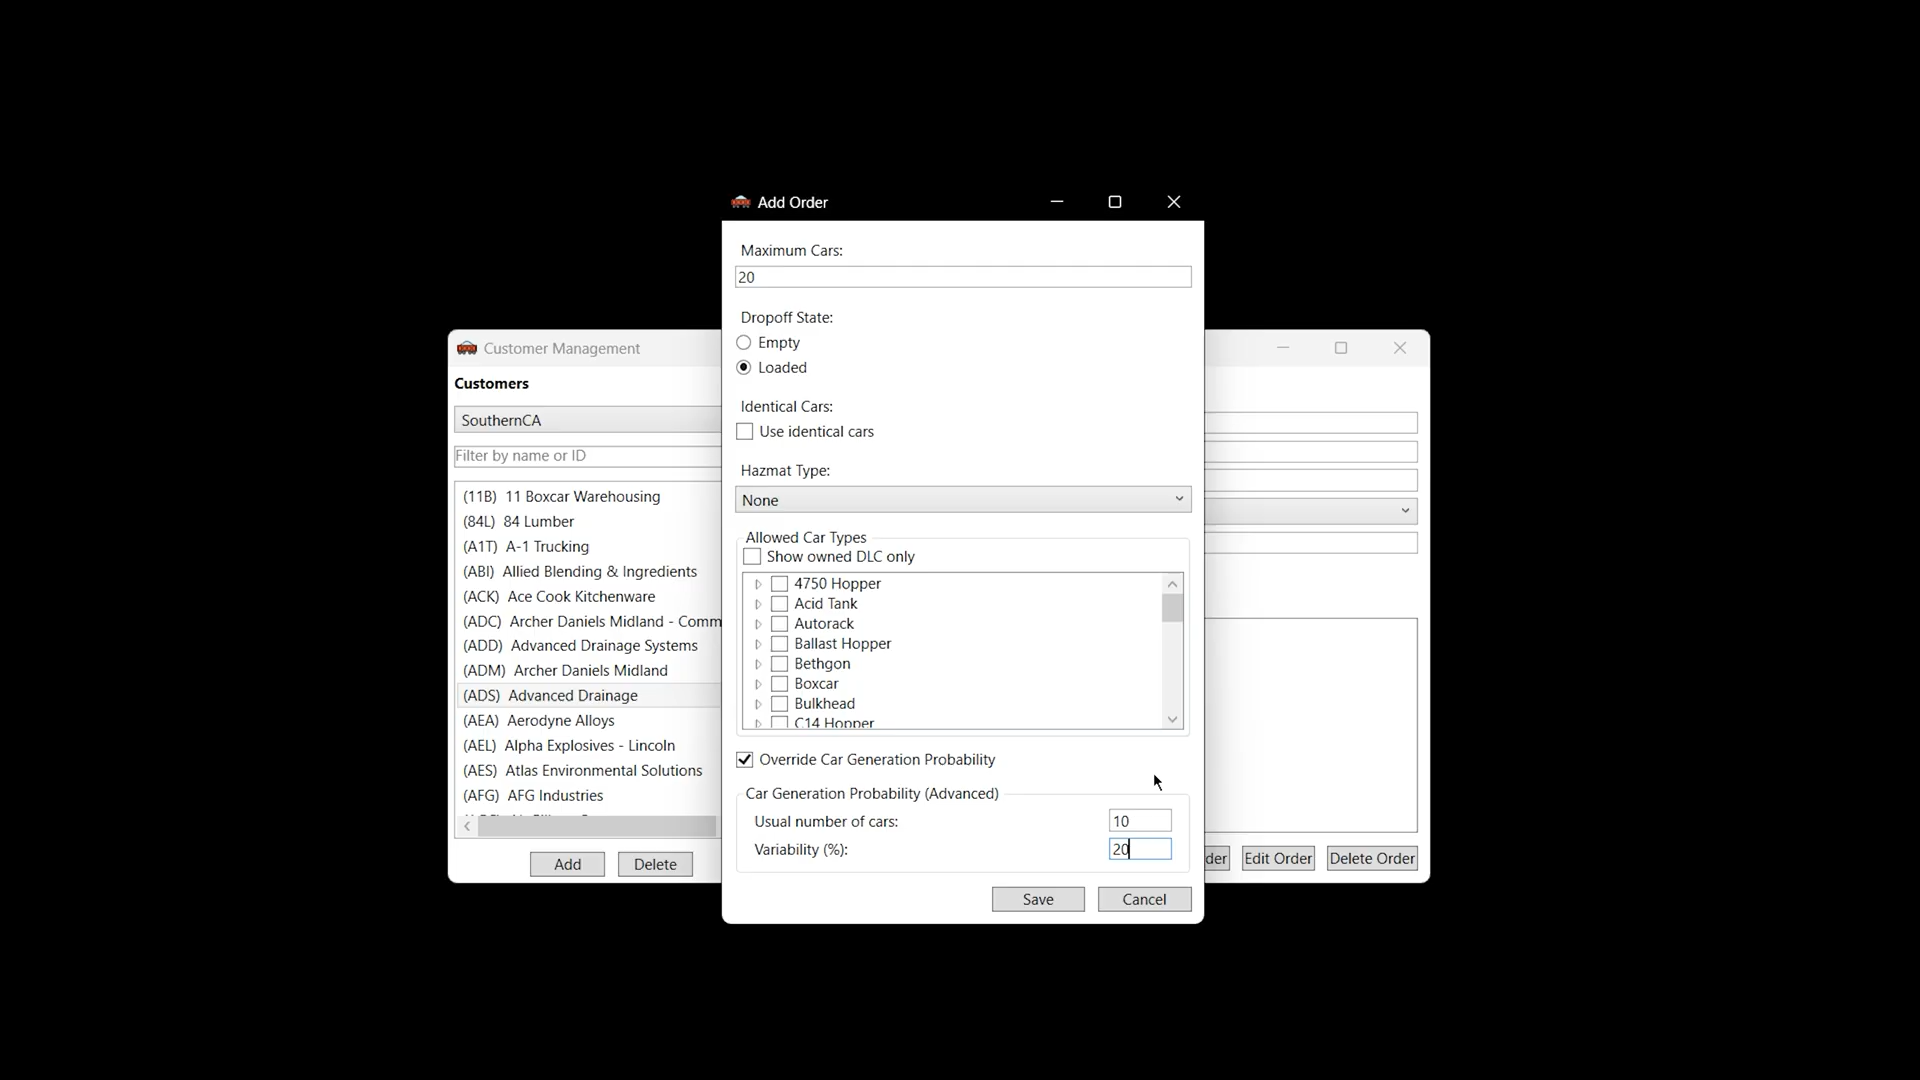 Add Order
Maximum Cars:
20
Dropoff State:
Empty
Loaded
Identical Cars:
Use identical cars
Hazmat Type:
None
Allowed Car Types
Show owned DLC only
4750 Hopper
Acid Tank
Autorack
Ballast Hopper
Bethgon
Boxcar
Bulkhead
C14 Hopper
Override Car Generation Probability
Car Generation Probability (Advanced)
Usual number of cars: 10
Variability (%): 20
Save Cancel
Customer Management
Customers
SouthernCA
Filter by name or ID
(11B) 11 Boxcar Warehousing
(84L) 84 Lumber
(A1T) A-1 Trucking
(ABI) Allied Blending & Ingredients
(ACK) Ace Cook Kitchenware
(ADC) Archer Daniels Midland - Comm
(ADD) Advanced Drainage Systems
(ADM) Archer Daniels Midland
(ADS) Advanced Drainage
(AEA) Aerodyne Alloys
(AEL) Alpha Explosives - Lincoln
(AES) Atlas Environmental Solutions
(AFG) AFG Industries
Add Delete
der Edit Order Delete Order